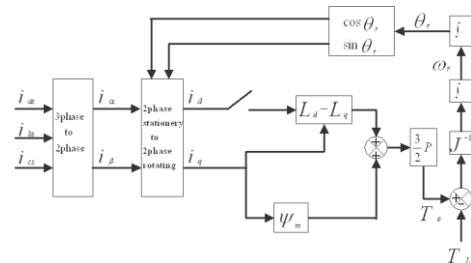 cos θr
sin θr
θr
∫
ωr
∫
J⁻¹
ias
ibs
ics
3phase
to
2phase
iα
iβ
2phase
stationery
to
2phase
rotating
id
iq
Ld−Lq
ψm
3/2 P
Te
TL